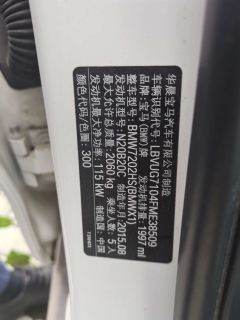 华晨宝马汽车有限公司制造
车辆识别代号: LBVUG7104FME38509
品牌: 宝马 (BMW) 牌
整车型号: BMW7202HS(BMWX1)
发动机型号: N20B20C 发动机排量: 1997 ml
最大允许总质量: 2060 kg 制造年月: 2015.08
发动机最大净功率: 115 kW 乘坐人数: 5 人
颜色代码/色圈: 300 制造国: 中国